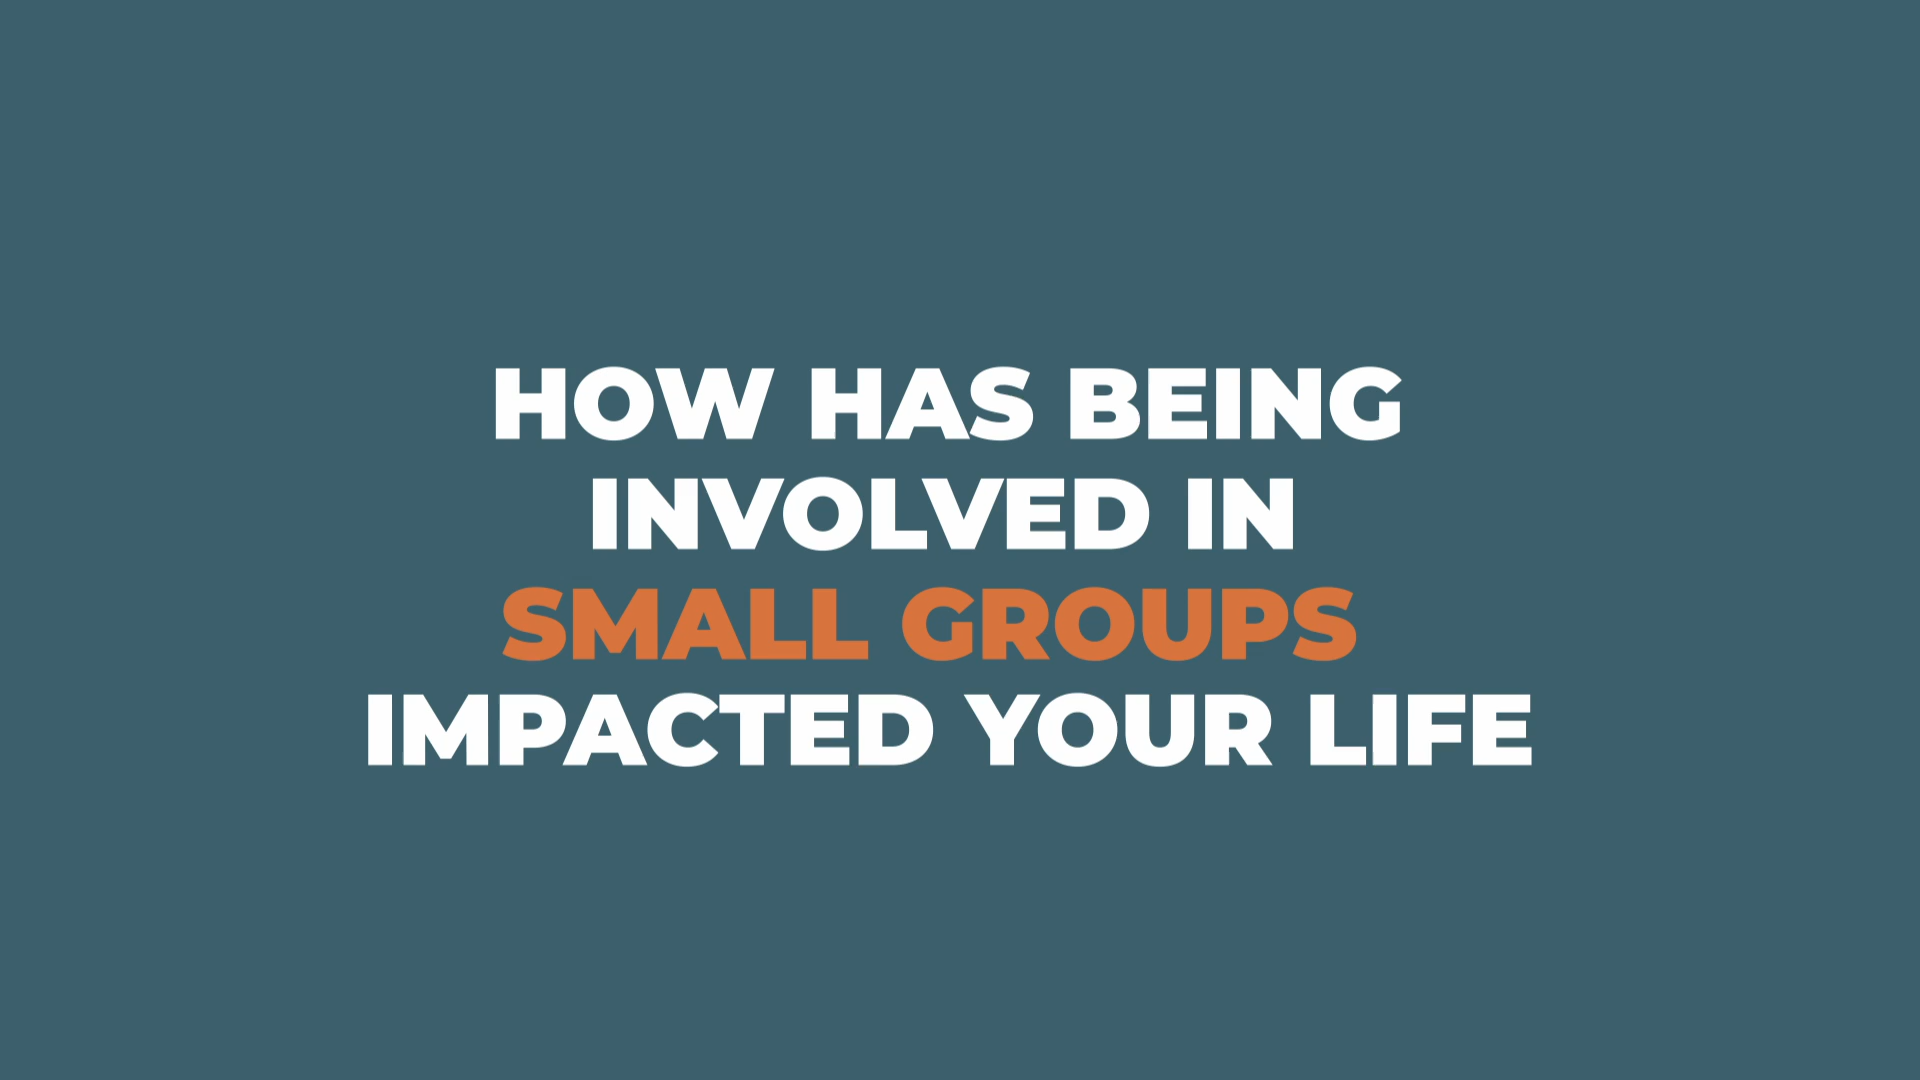 HOW HAS BEING
INVOLVED IN
SMALL GROUPS
IMPACTED YOUR LIFE